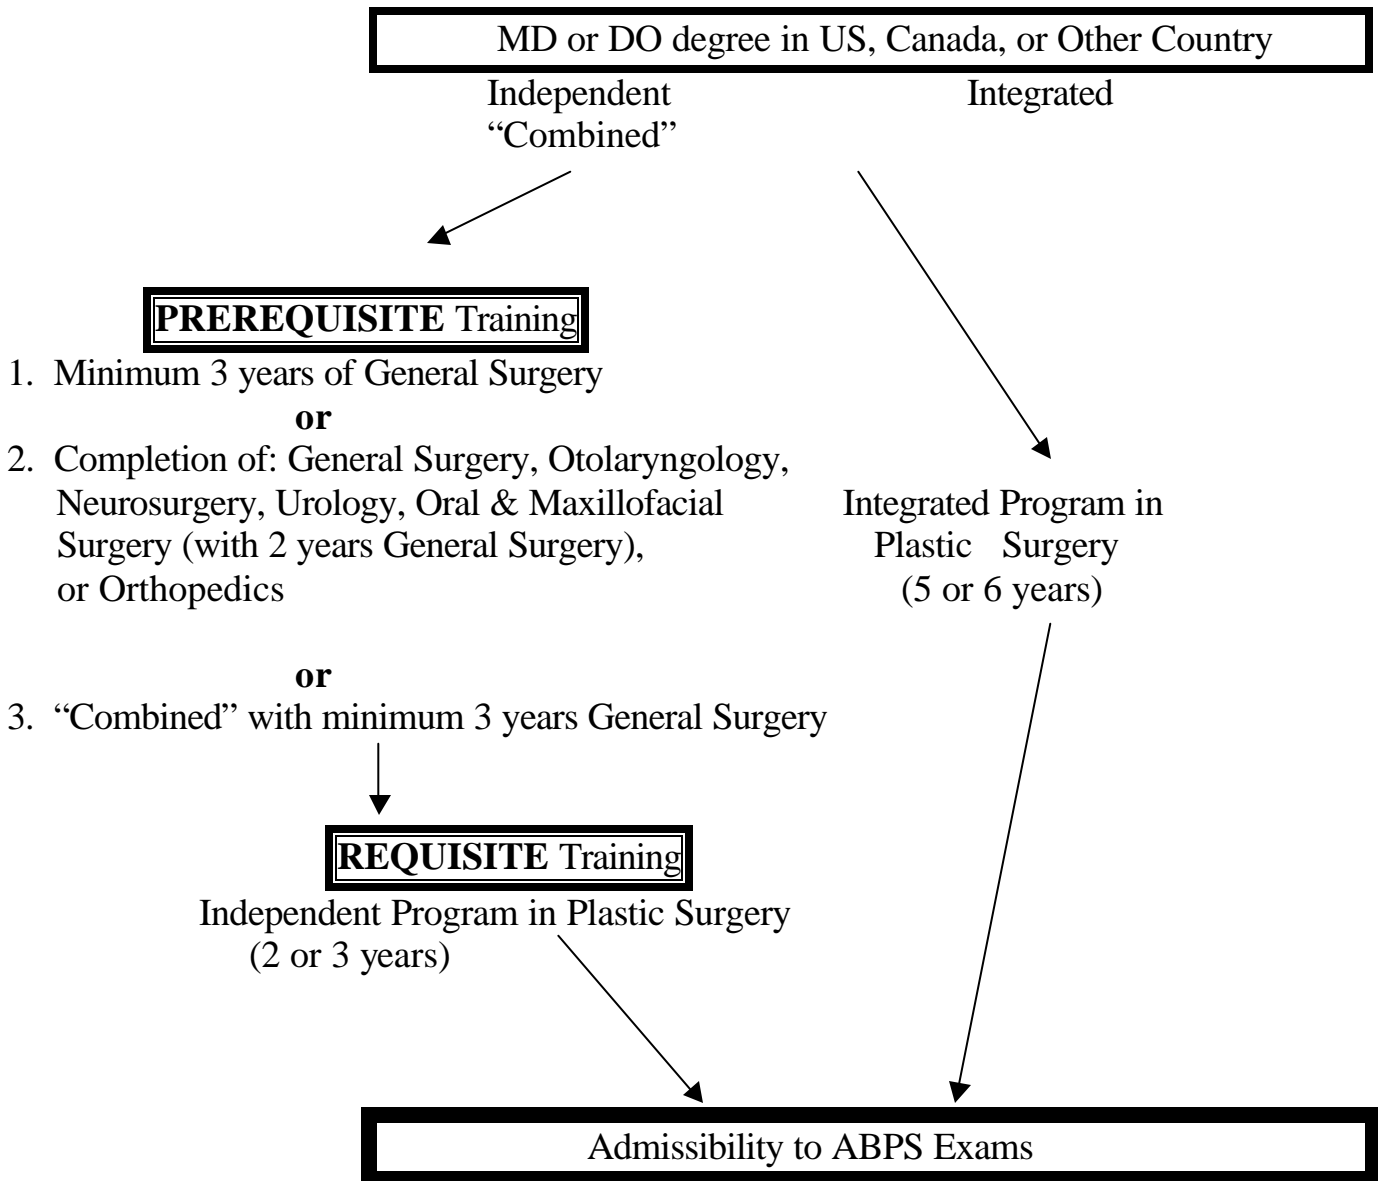 MD or DO degree in US, Canada, or Other Country
Independent
“Combined”
Integrated
PREREQUISITE Training
1. Minimum 3 years of General Surgery
or
2. Completion of: General Surgery, Otolaryngology,
Neurosurgery, Urology, Oral & Maxillofacial
Surgery (with 2 years General Surgery),
or Orthopedics
or
3. “Combined” with minimum 3 years General Surgery
REQUISITE Training
Independent Program in Plastic Surgery
(2 or 3 years)
Integrated Program in
Plastic Surgery
(5 or 6 years)
Admissibility to ABPS Exams